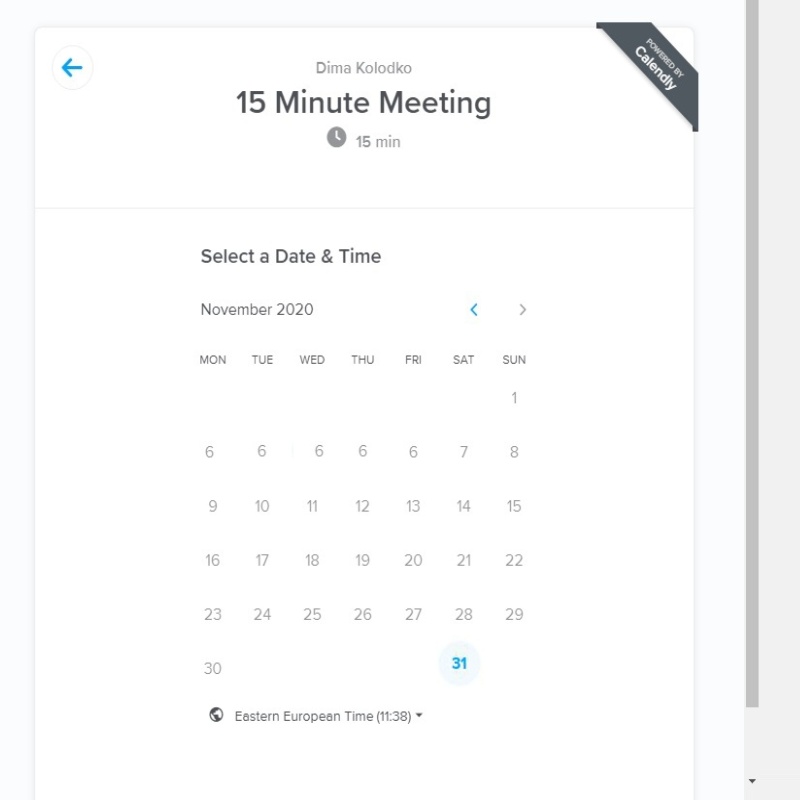 POWERED BY
Calendly
Dima Kolodko
15 Minute Meeting
15 min
Select a Date & Time
November 2020
MON TUE WED THU FRI SAT SUN
1
6 6 6 6 6 7 8
9 10 11 12 13 14 15
16 17 18 19 20 21 22
23 24 25 26 27 28 29
30 31
Eastern European Time (11:38)